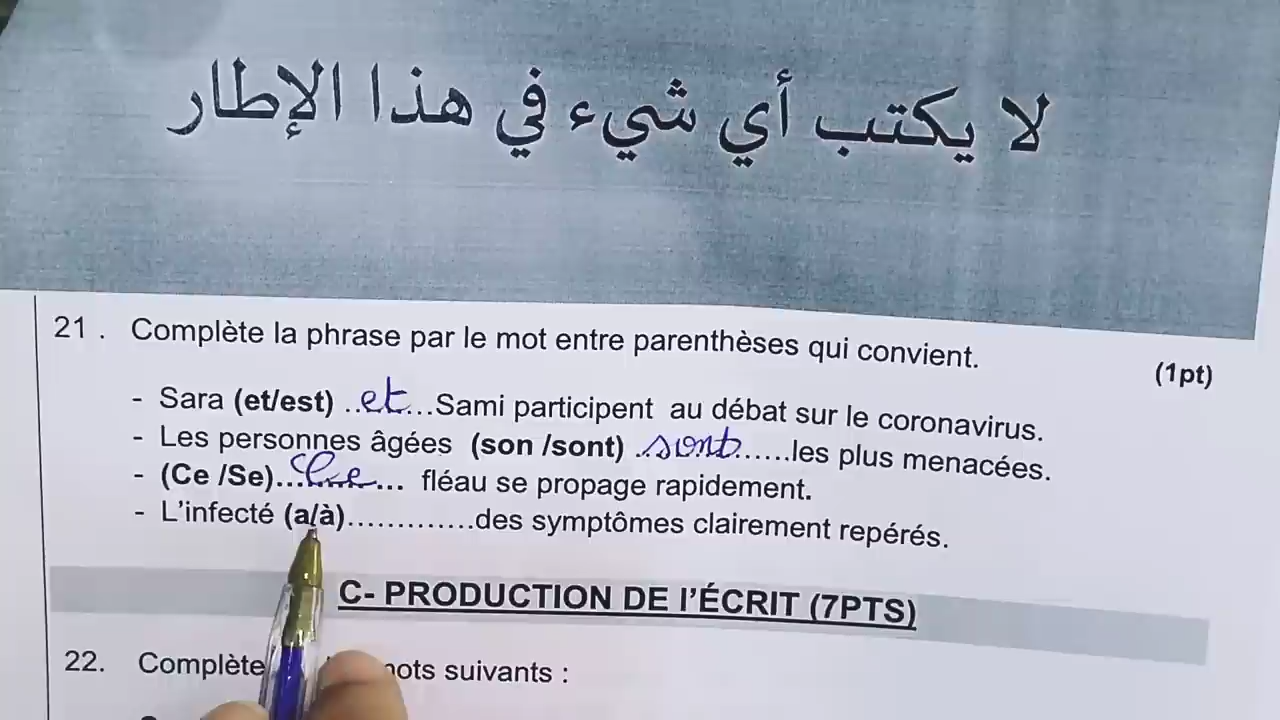 لا يكتب أي شيء في هذا الإطار
21 . Complète la phrase par le mot entre parenthèses qui convient. (1pt)
- Sara (et/est) ..et...Sami participent au débat sur le coronavirus.
- Les personnes âgées (son /sont) .sont......les plus menacées.
- (Ce /Se)...Ce... fléau se propage rapidement.
- L'infecté (a/à).............des symptômes clairement repérés.
C- PRODUCTION DE l'ÉCRIT (7PTS)
22. Complète mots suivants :